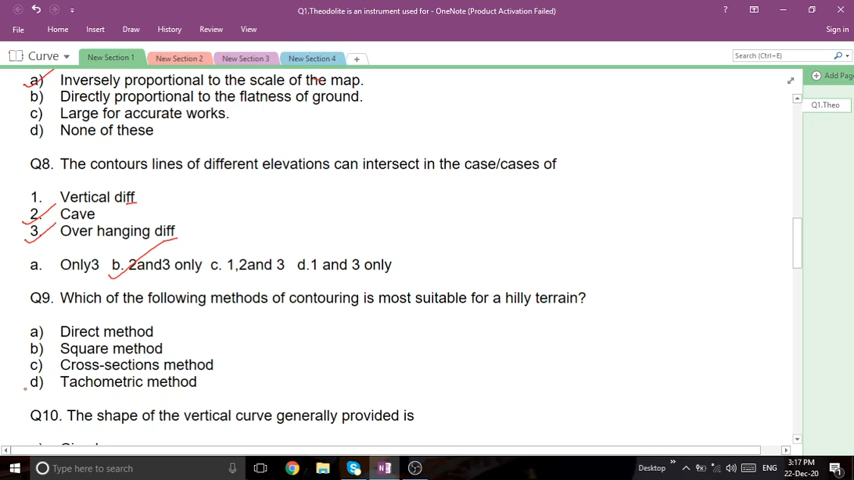 Q1.Theodolite is an instrument used for - OneNote (Product Activation Failed)
File Home Insert Draw History Review View Sign in
Curve New Section 1 New Section 2 New Section 3 New Section 4 Search (Ctrl+E)
Add Page
Q1.Theo
a) Inversely proportional to the scale of the map.
b) Directly proportional to the flatness of ground.
c) Large for accurate works.
d) None of these
Q8. The contours lines of different elevations can intersect in the case/cases of
1. Vertical diff
2. Cave
3. Over hanging diff
a. Only3 b. 2and3 only c. 1,2and 3 d.1 and 3 only
Q9. Which of the following methods of contouring is most suitable for a hilly terrain?
a) Direct method
b) Square method
c) Cross-sections method
d) Tachometric method
Q10. The shape of the vertical curve generally provided is
Type here to search Desktop ENG 3:17 PM
22-Dec-20